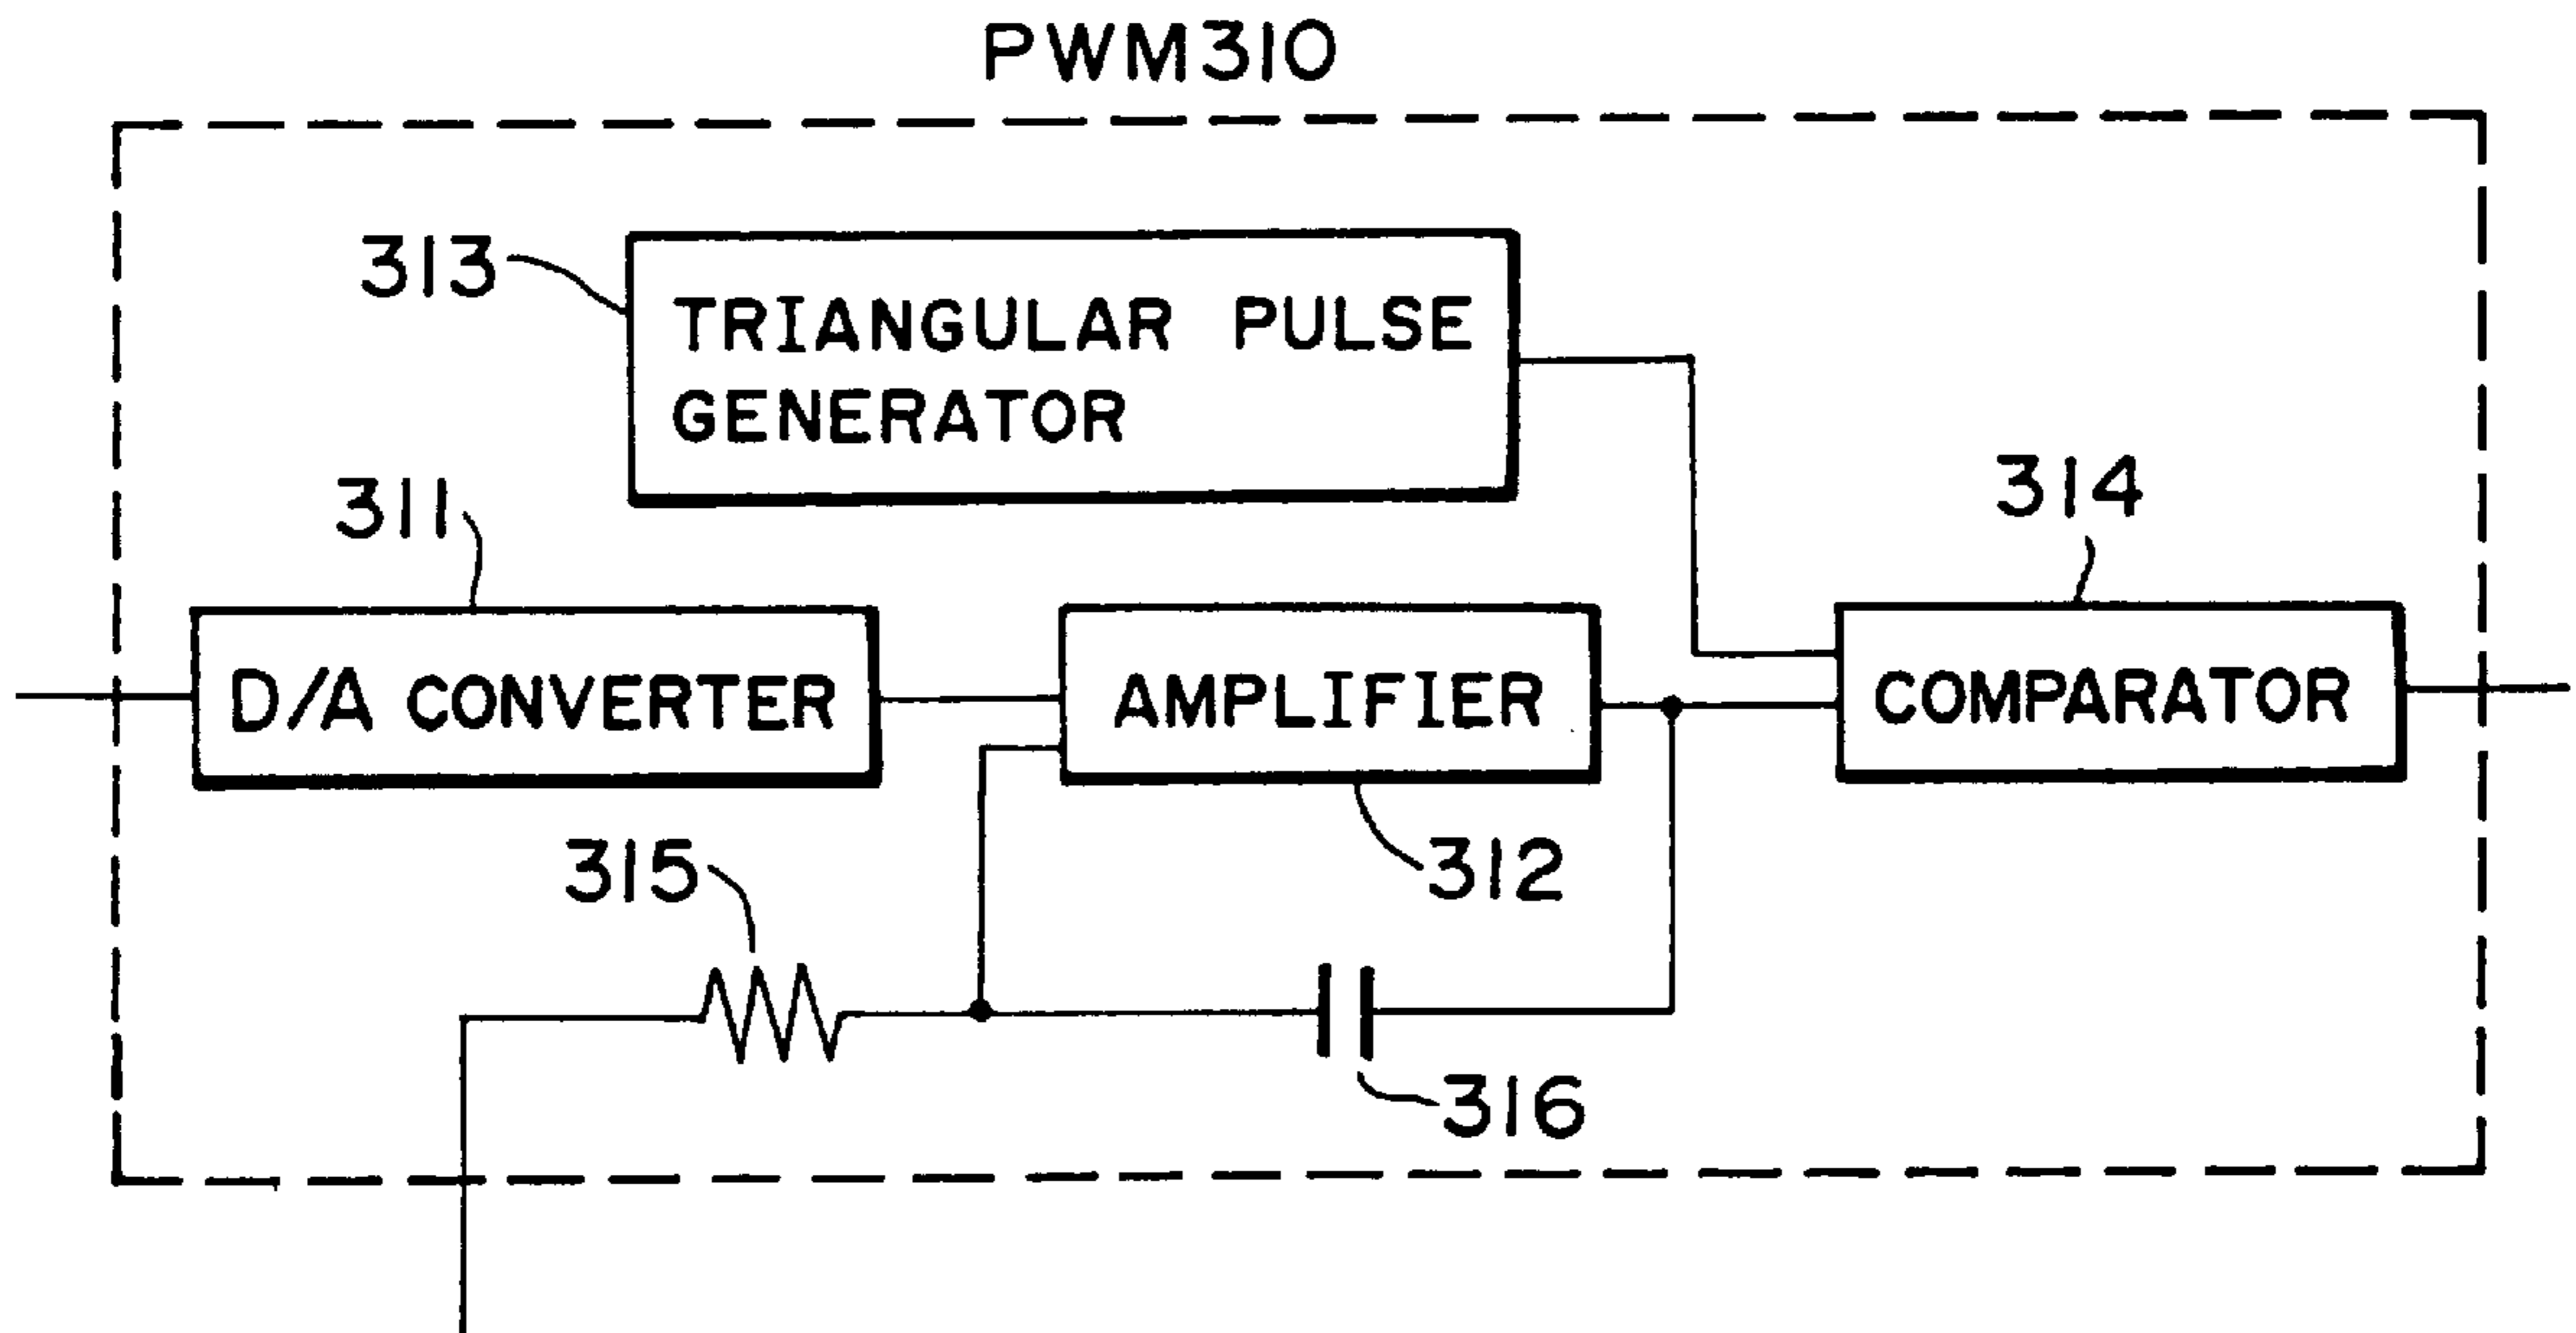 PWM310
313
TRIANGULAR PULSE
GENERATOR
311
314
D/A CONVERTER
AMPLIFIER
COMPARATOR
315
312
316